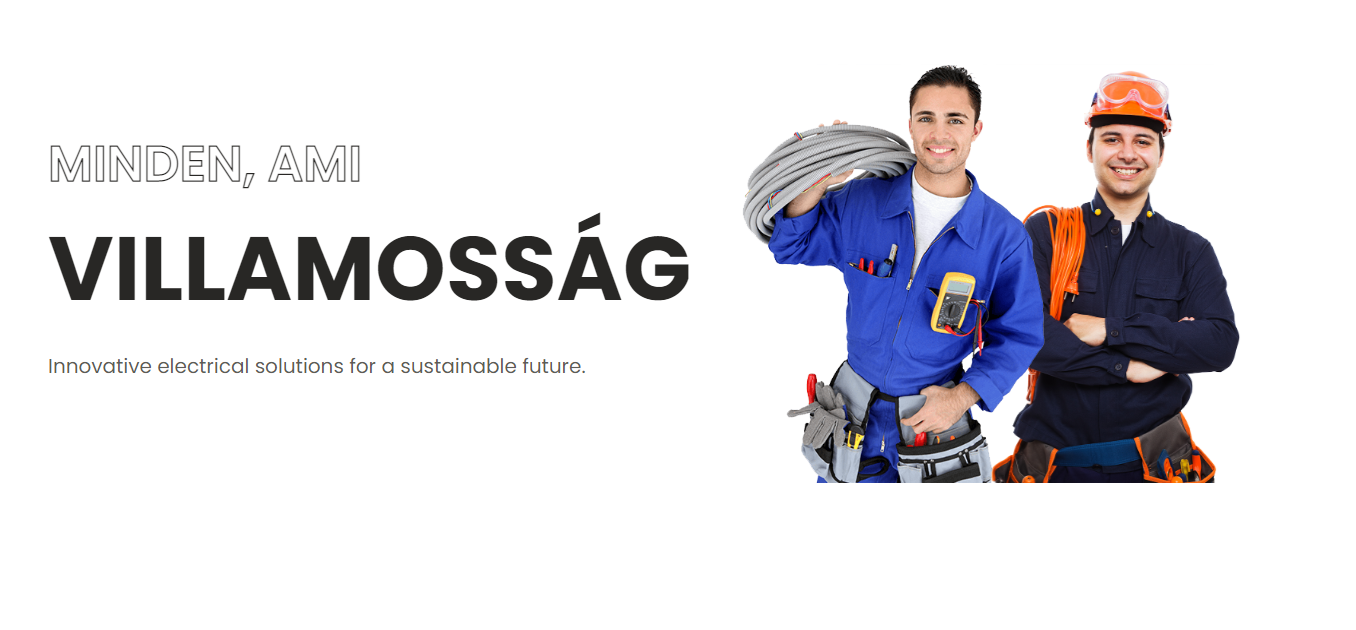 MINDEN, AMI
VILLAMOSSÁG
Innovative electrical solutions for a sustainable future.